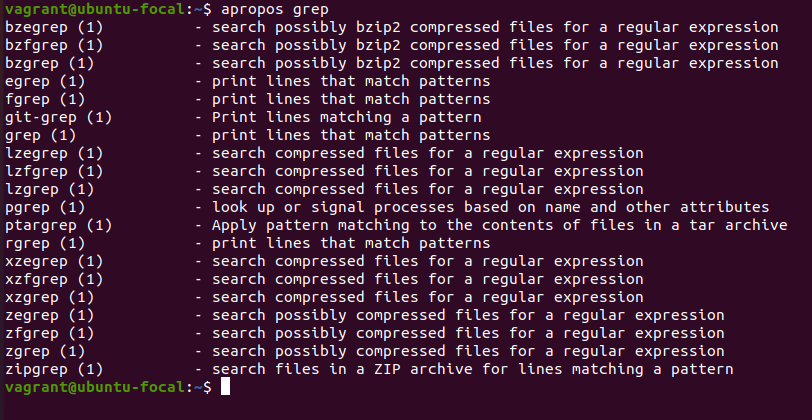 vagrant@ubuntu-focal:~$ apropos grep
bzegrep (1)          - search possibly bzip2 compressed files for a regular expression
bzfgrep (1)          - search possibly bzip2 compressed files for a regular expression
bzgrep (1)           - search possibly bzip2 compressed files for a regular expression
egrep (1)            - print lines that match patterns
fgrep (1)            - print lines that match patterns
git-grep (1)         - Print lines matching a pattern
grep (1)             - print lines that match patterns
lzegrep (1)          - search compressed files for a regular expression
lzfgrep (1)          - search compressed files for a regular expression
lzgrep (1)           - search compressed files for a regular expression
pgrep (1)            - look up or signal processes based on name and other attributes
ptargrep (1)         - Apply pattern matching to the contents of files in a tar archive
rgrep (1)            - print lines that match patterns
xzegrep (1)          - search compressed files for a regular expression
xzfgrep (1)          - search compressed files for a regular expression
xzgrep (1)           - search compressed files for a regular expression
zegrep (1)           - search possibly compressed files for a regular expression
zfgrep (1)           - search possibly compressed files for a regular expression
zgrep (1)            - search possibly compressed files for a regular expression
zipgrep (1)          - search files in a ZIP archive for lines matching a pattern
vagrant@ubuntu-focal:~$